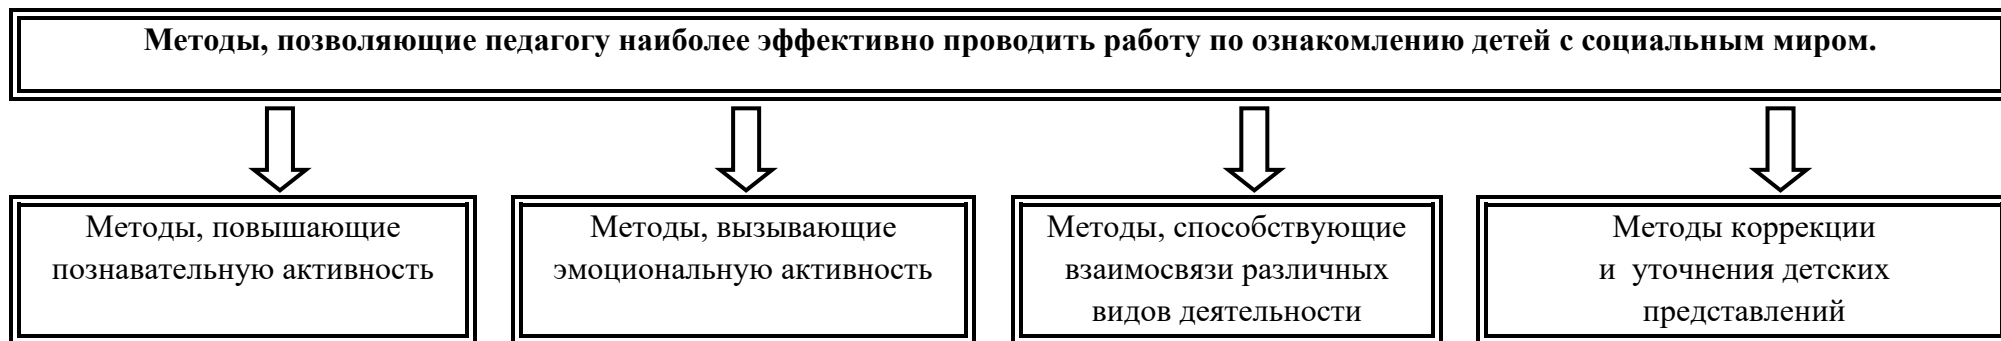 Методы, позволяющие педагогу наиболее эффективно проводить работу по ознакомлению детей с социальным миром.
Методы, повышающие
познавательную активность
Методы, вызывающие
эмоциональную активность
Методы, способствующие
взаимосвязи различных
видов деятельности
Методы коррекции
и  уточнения детских
представлений